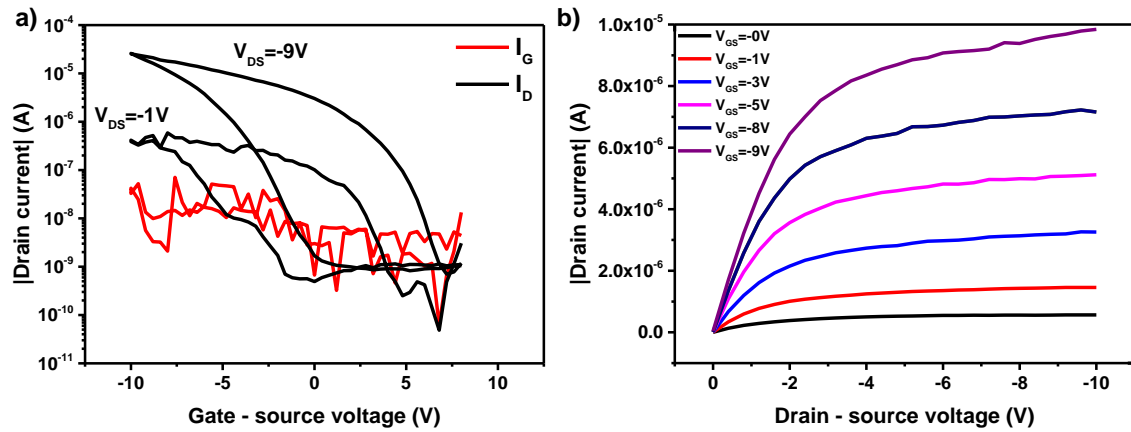 a)
10⁻⁴
10⁻⁵
10⁻⁶
10⁻⁷
10⁻⁸
10⁻⁹
10⁻¹⁰
10⁻¹¹
|Drain current| (A)
V_DS=-9V
V_DS=-1V
I_G
I_D
-10 -5 0 5 10
Gate - source voltage (V)
b)
1.0x10⁻⁵
8.0x10⁻⁶
6.0x10⁻⁶
4.0x10⁻⁶
2.0x10⁻⁶
0.0
|Drain current| (A)
V_GS=-0V
V_GS=-1V
V_GS=-3V
V_GS=-5V
V_GS=-8V
V_GS=-9V
0 -2 -4 -6 -8 -10
Drain - source voltage (V)